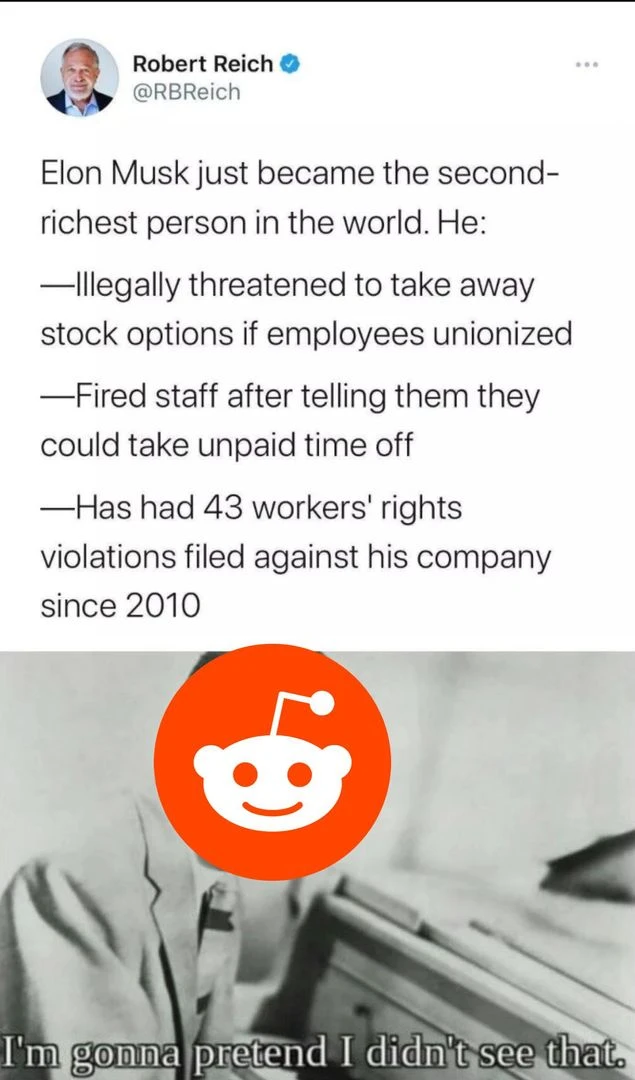 Robert Reich
@RBReich
Elon Musk just became the second-
richest person in the world. He:
—Illegally threatened to take away
stock options if employees unionized
—Fired staff after telling them they
could take unpaid time off
—Has had 43 workers' rights
violations filed against his company
since 2010
I'm gonna pretend I didn't see that.